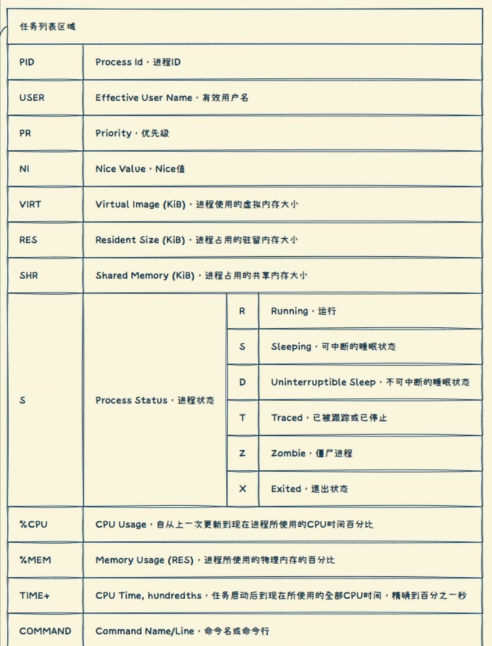 任务列表区域
PID Process Id，进程ID
USER Effective User Name，有效用户名
PR Priority，优先级
NI Nice Value，Nice值
VIRT Virtual Image (KiB)，进程使用的虚拟内存大小
RES Resident Size (KiB)，进程占用的驻留内存大小
SHR Shared Memory (KiB)，进程占用的共享内存大小
S Process Status，进程状态
R Running，运行
S Sleeping，可中断的睡眠状态
D Uninterruptible Sleep，不可中断的睡眠状态
T Traced，已被跟踪或已停止
Z Zombie，僵尸进程
X Exited，退出状态
%CPU CPU Usage，自从上一次更新到现在进程所使用的CPU时间百分比
%MEM Memory Usage (RES)，进程所使用的物理内存的百分比
TIME+ CPU Time, hundredths，任务启动后到现在所使用的全部CPU时间，精确到百分之一秒
COMMAND Command Name/Line，命令名或命令行